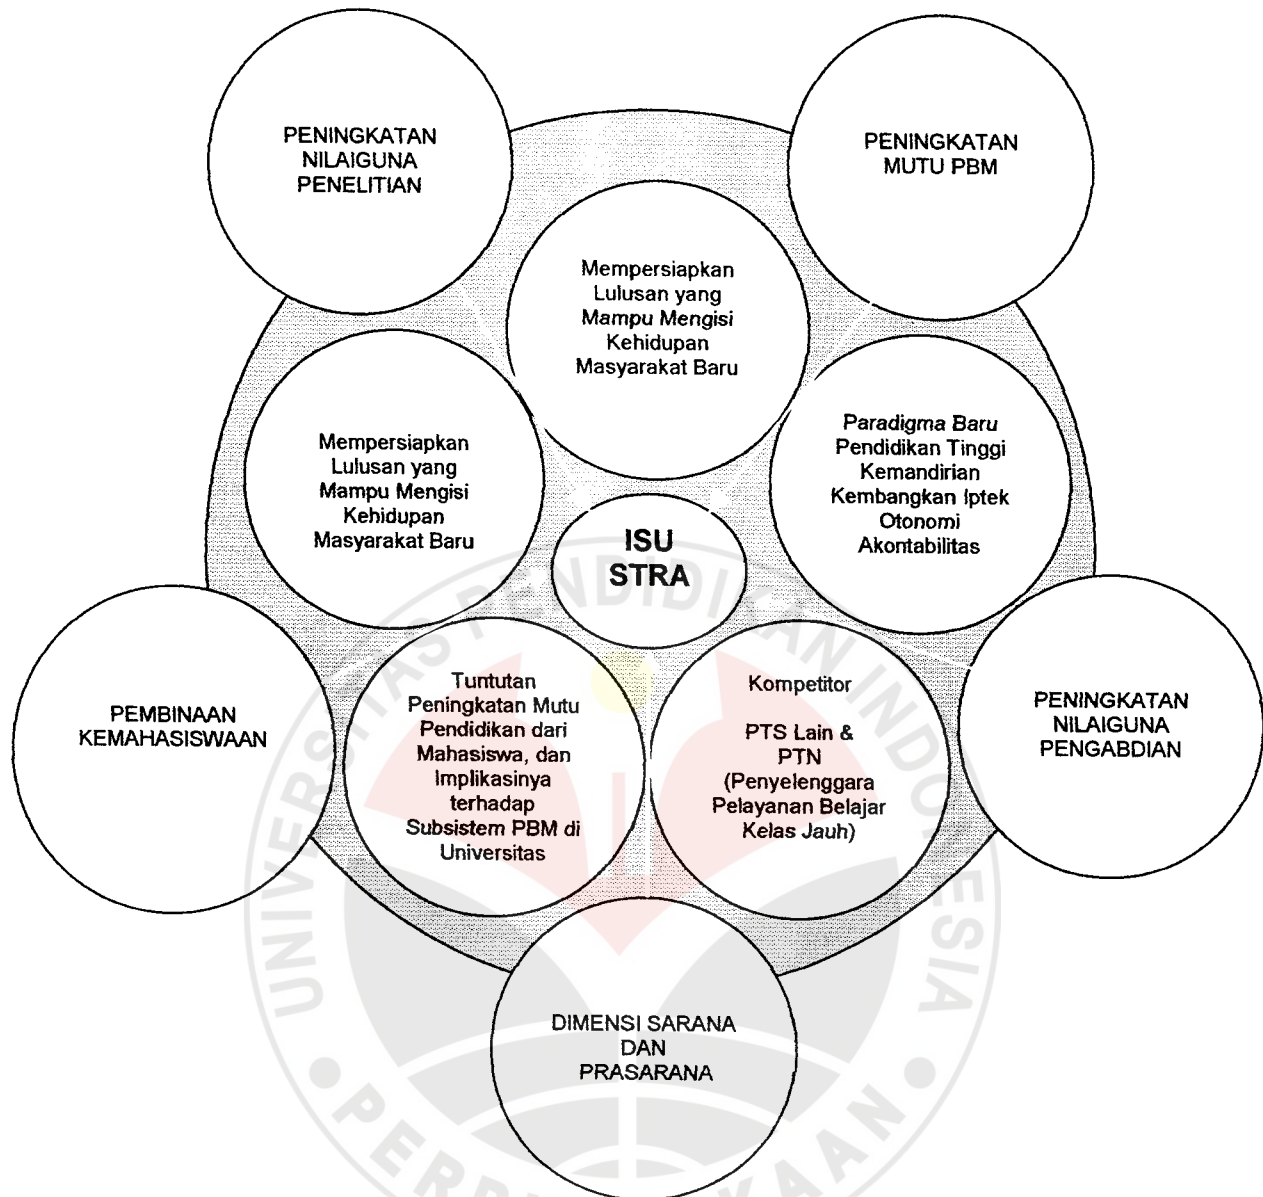 PENINGKATAN
NILAIGUNA
PENELITIAN
PENINGKATAN
MUTU PBM
Mempersiapkan
Lulusan yang
Mampu Mengisi
Kehidupan
Masyarakat Baru
Mempersiapkan
Lulusan yang
Mampu Mengisi
Kehidupan
Masyarakat Baru
Paradigma Baru
Pendidikan Tinggi
Kemandirian
Kembangkan Iptek
Otonomi
Akontabilitas
ISU
STRA
PEMBINAAN
KEMAHASISWAAN
Tuntutan
Peningkatan Mutu
Pendidikan dari
Mahasiswa, dan
Implikasinya
terhadap
Subsistem PBM di
Universitas
Kompetitor
PTS Lain &
PTN
(Penyelenggara
Pelayanan Belajar
Kelas Jauh)
PENINGKATAN
NILAIGUNA
PENGABDIAN
DIMENSI SARANA
DAN
PRASARANA
UNIVERSITAS PENDIDIKAN INDONESIA